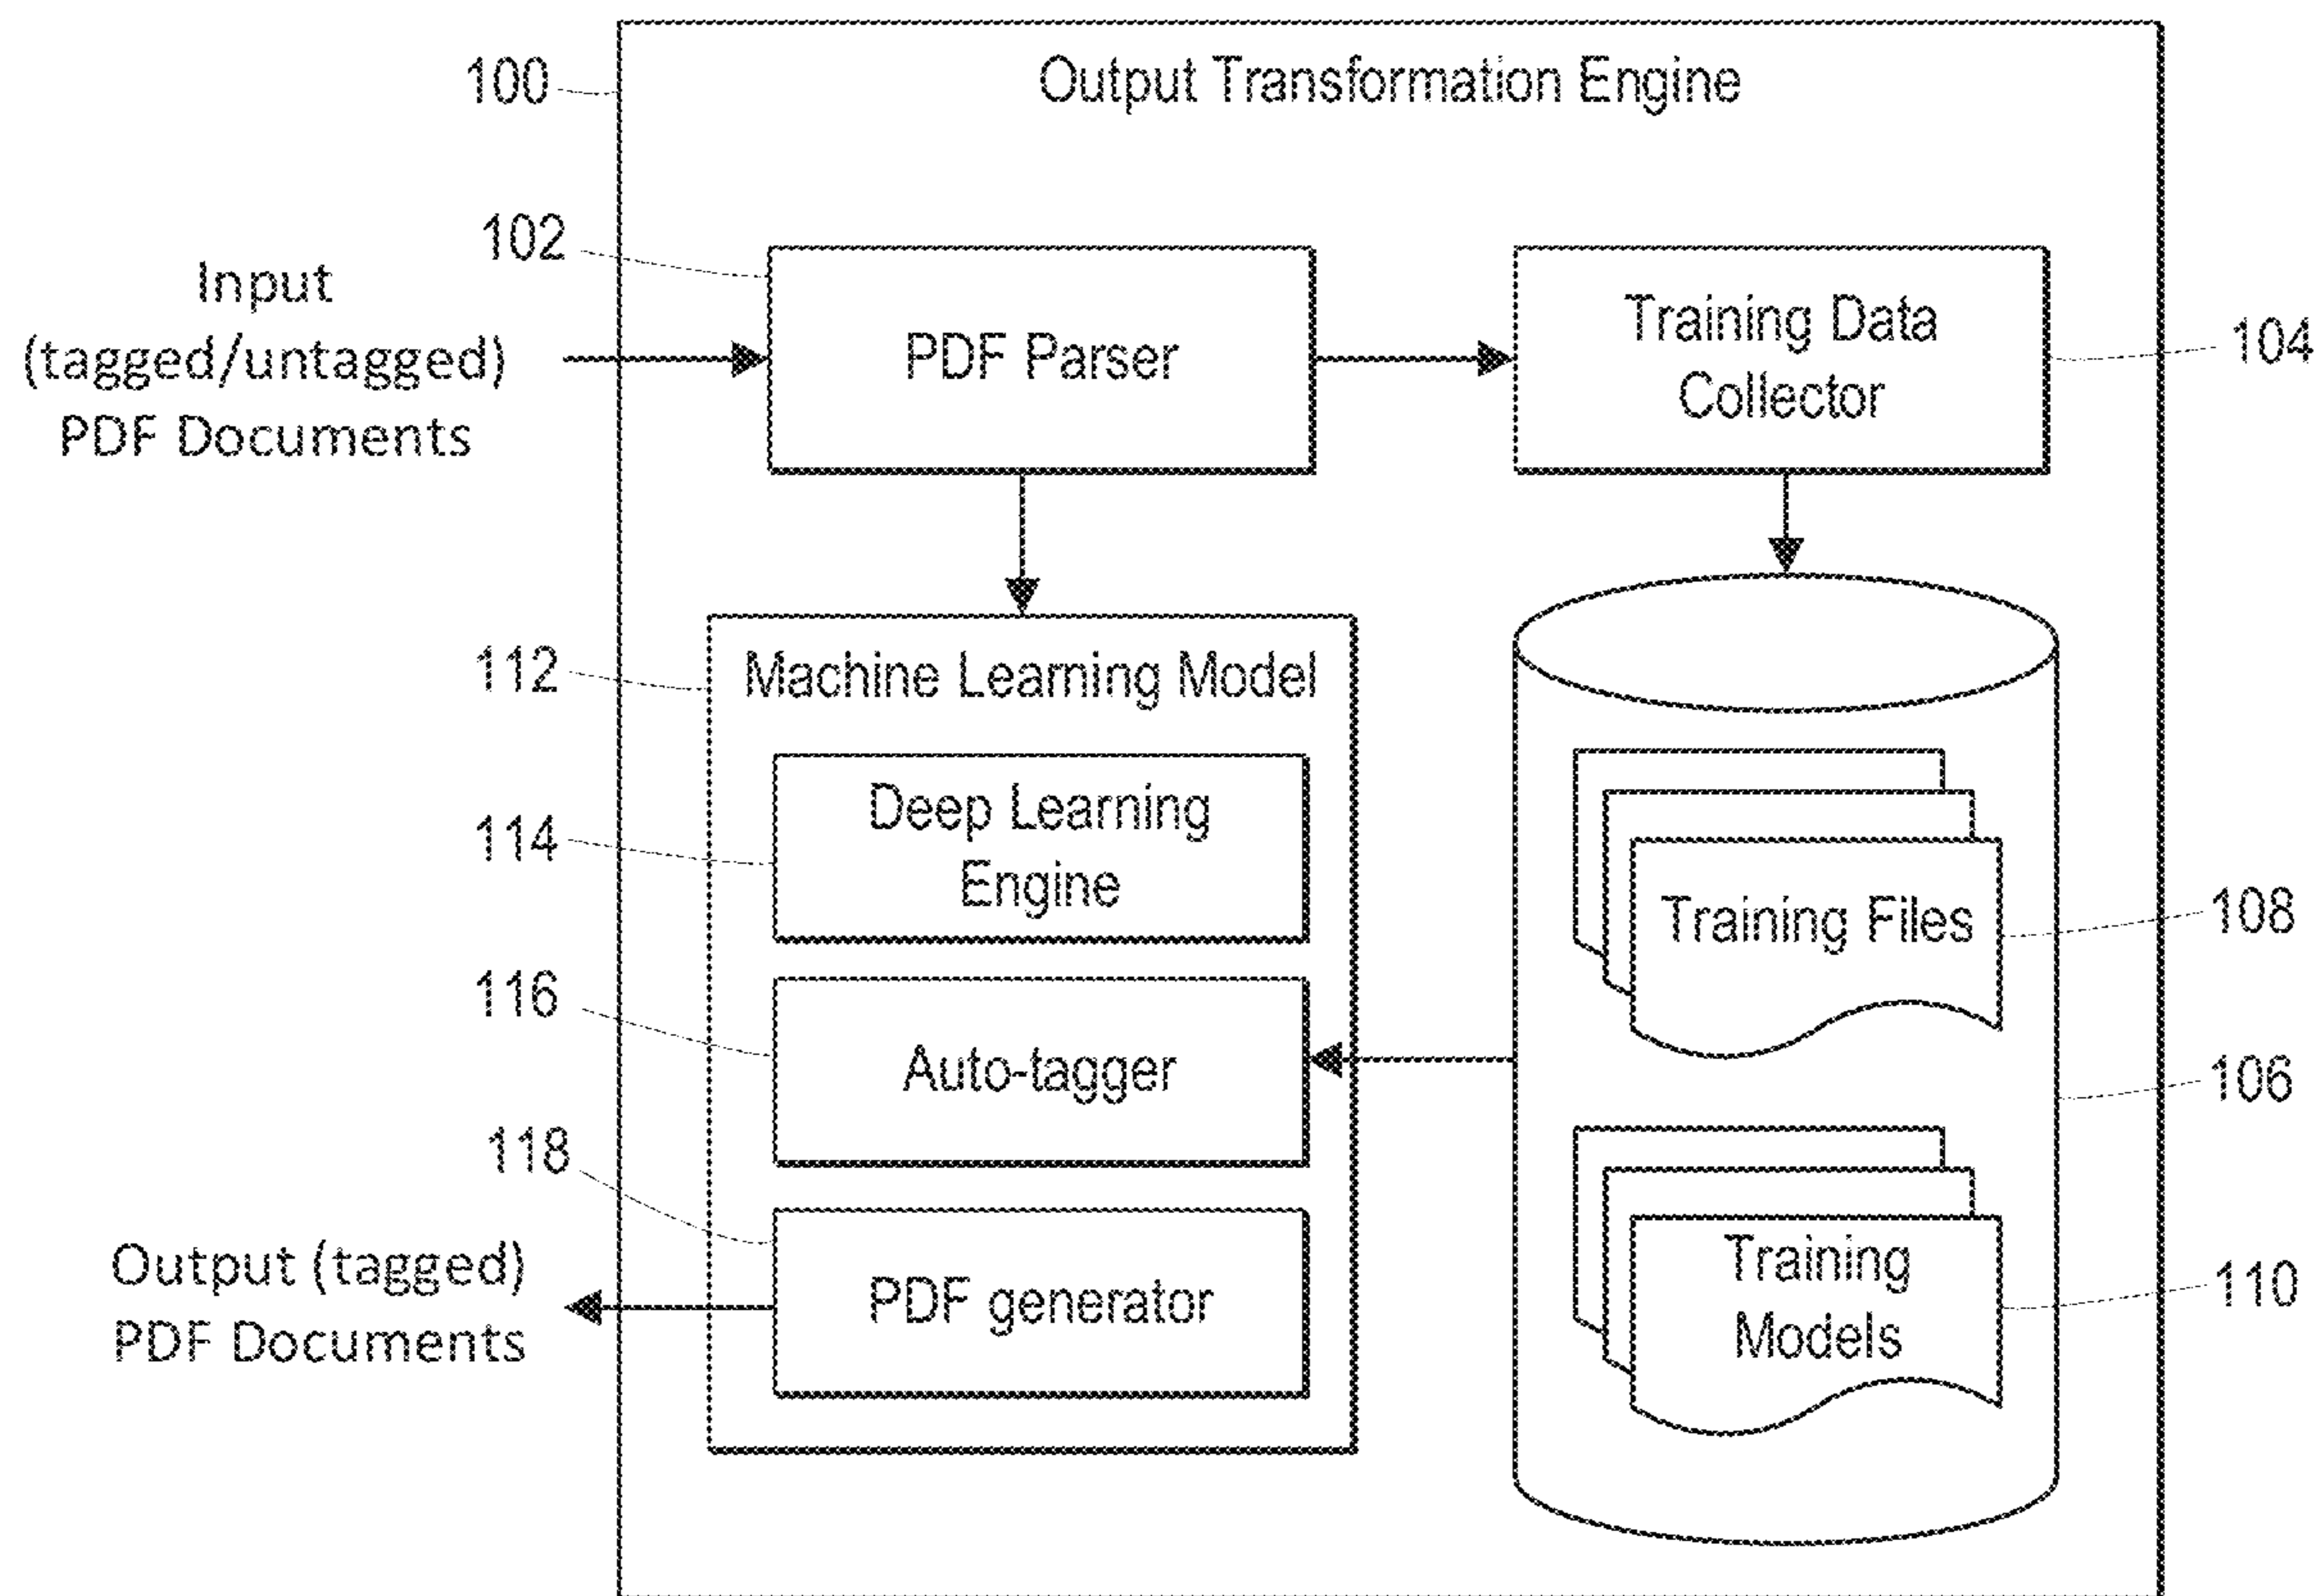 100
Output Transformation Engine
102
Input
(tagged/untagged)
PDF Documents
PDF Parser
Training Data
Collector
104
112
Machine Learning Model
114
Deep Learning
Engine
Training Files
108
116
Auto-tagger
106
118
Output (tagged)
PDF Documents
PDF generator
Training
Models
110